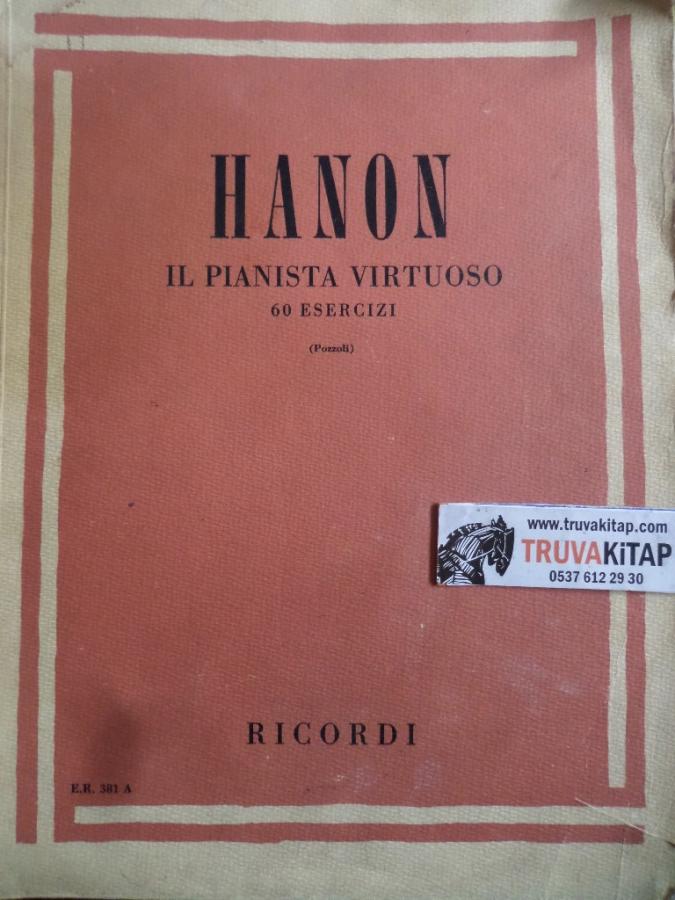 HANON
IL PIANISTA VIRTUOSO
60 ESERCIZI
(Pozzoli)
www.truvakitap.com
TRUVAKiTAP
0537 612 29 30
RICORDI
E.R. 381 A